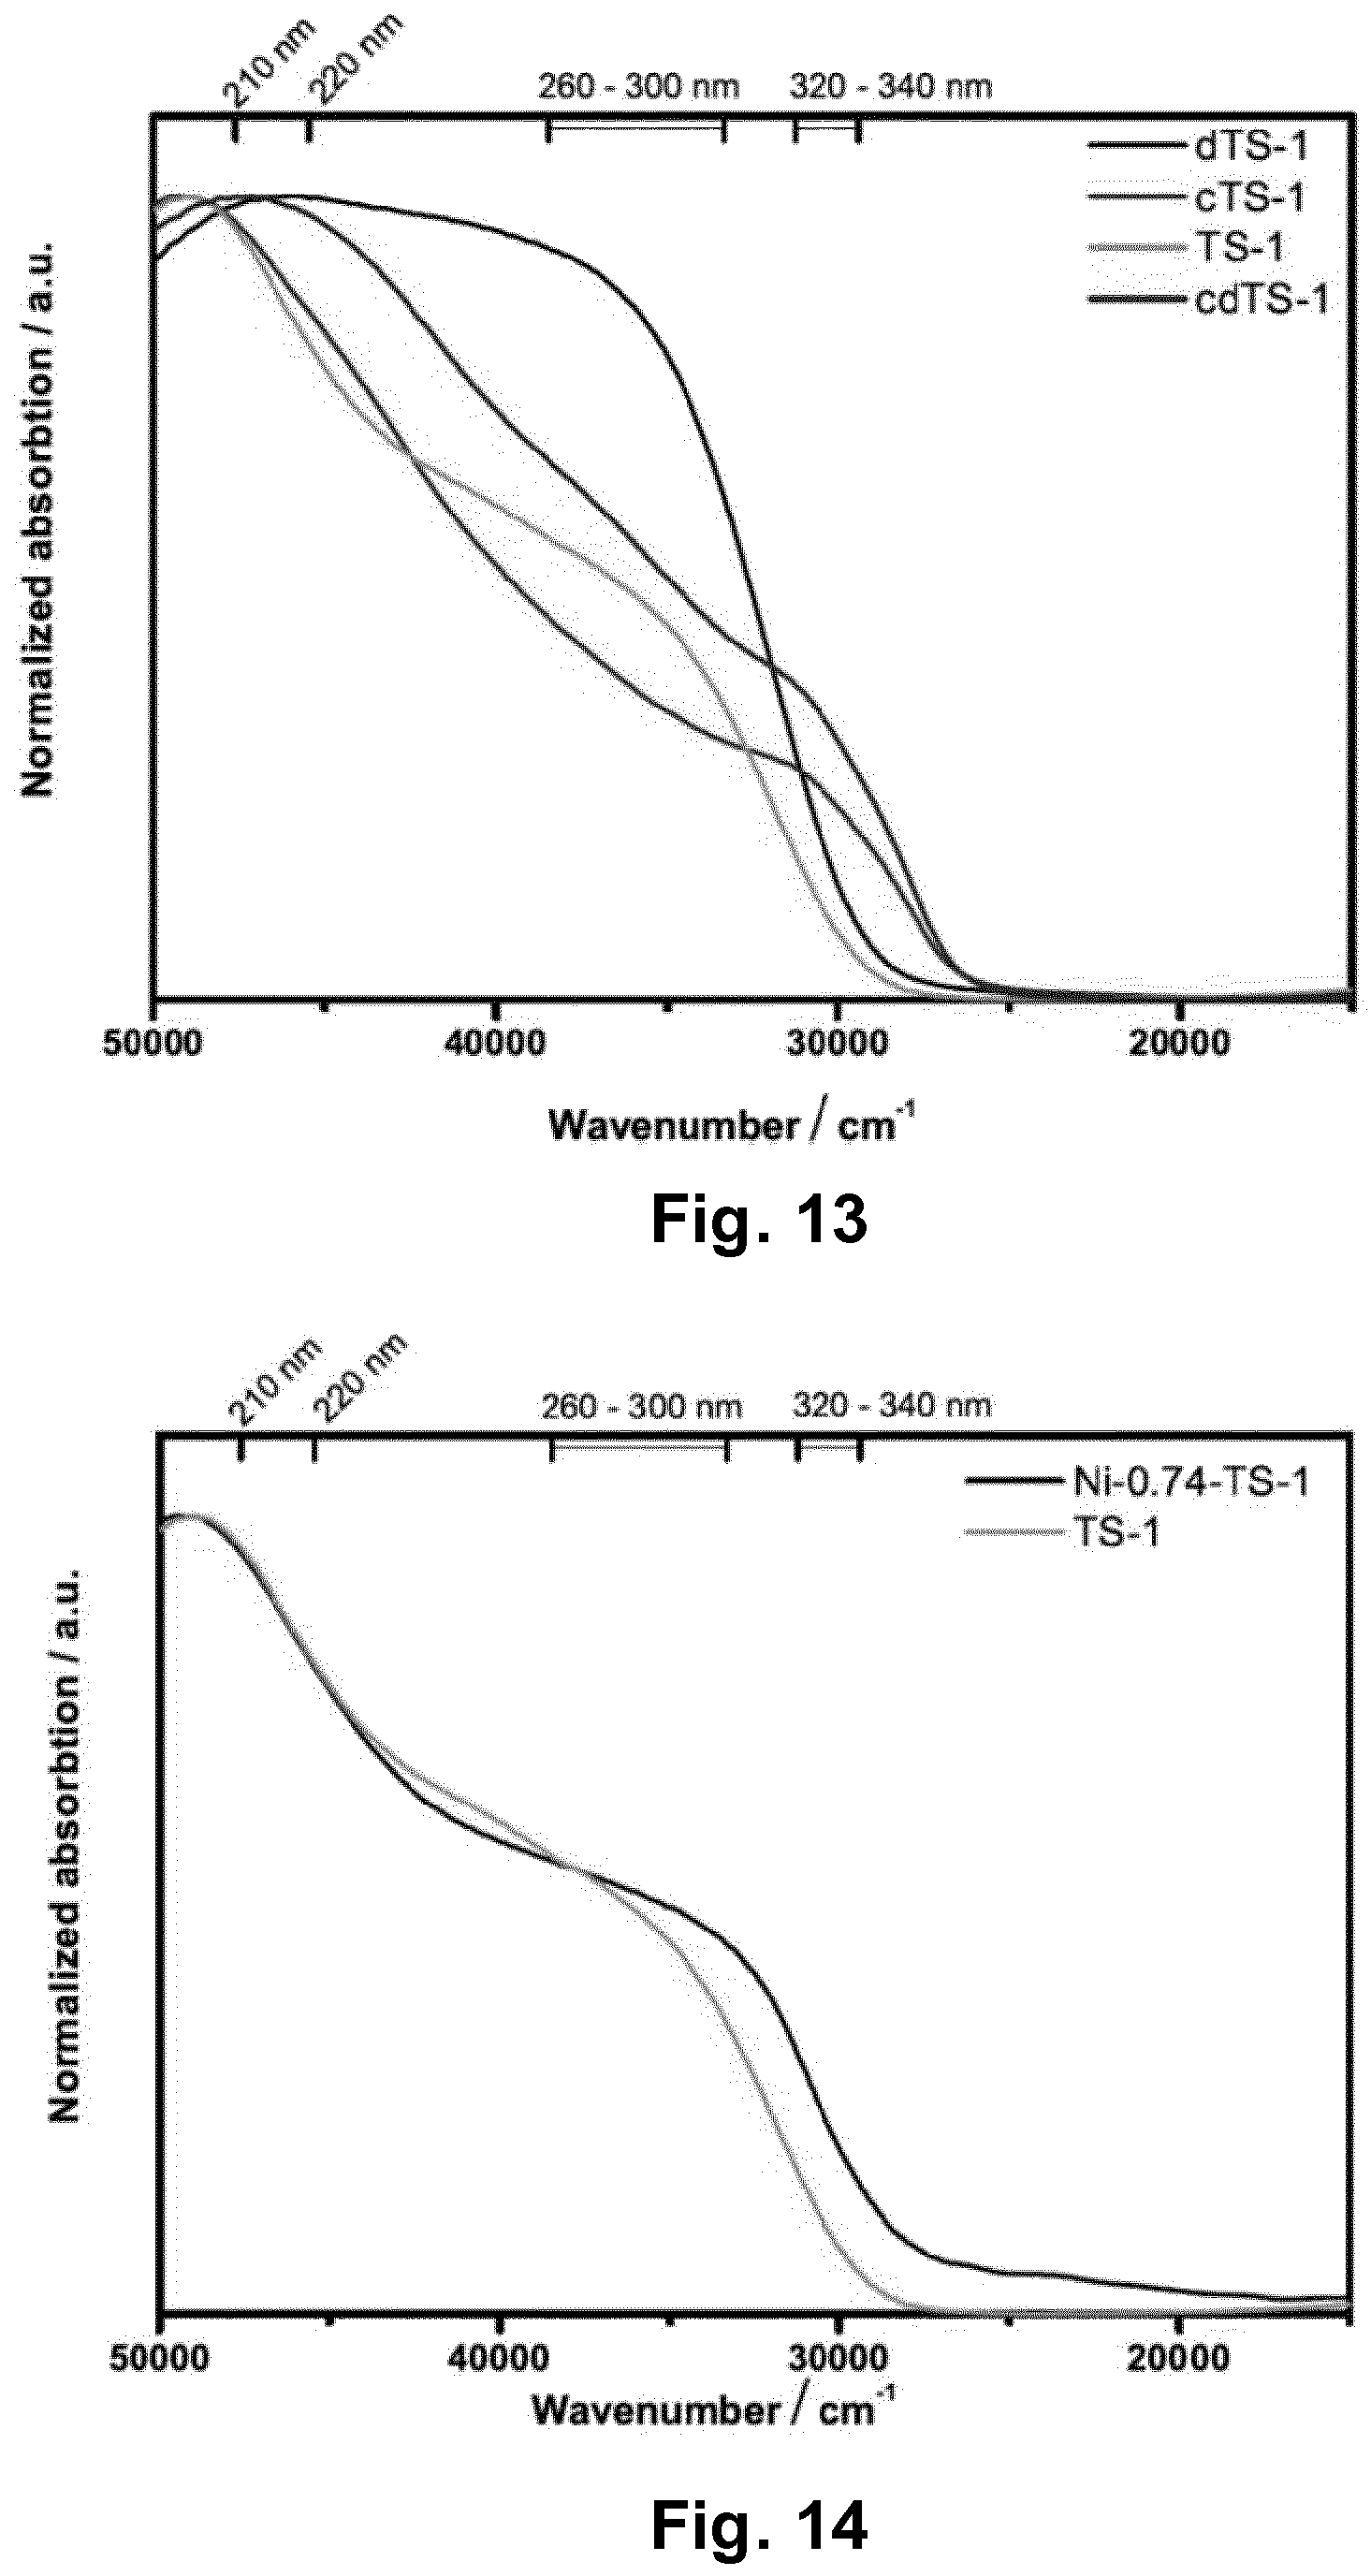 210 nm
220 nm
260 - 300 nm
320 - 340 nm
dTS-1
cTS-1
TS-1
cdTS-1
Normalized absorbtion / a.u.
50000 40000 30000 20000
Wavenumber / cm-1
Fig. 13
210 nm
220 nm
260 - 300 nm
320 - 340 nm
Ni-0.74-TS-1
TS-1
Normalized absorbtion / a.u.
50000 40000 30000 20000
Wavenumber / cm-1
Fig. 14